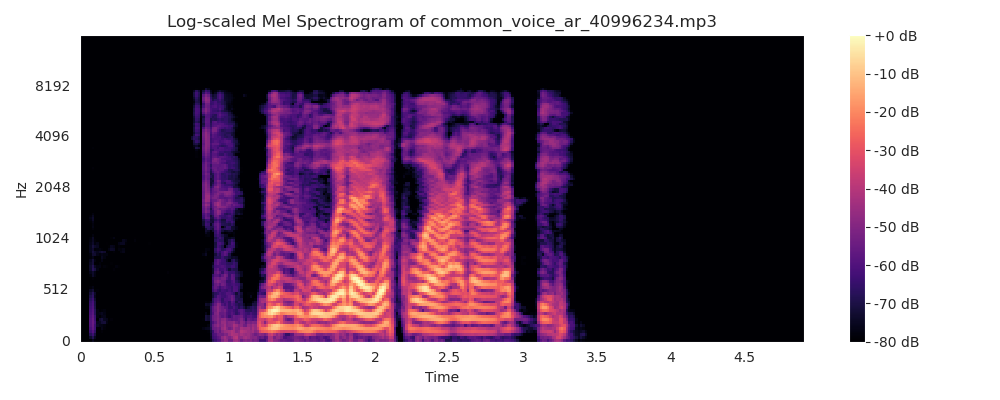 Log-scaled Mel Spectrogram of common_voice_ar_40996234.mp3
Hz
8192
4096
2048
1024
512
0
0 0.5 1 1.5 2 2.5 3 3.5 4 4.5
Time
+0 dB
-10 dB
-20 dB
-30 dB
-40 dB
-50 dB
-60 dB
-70 dB
-80 dB